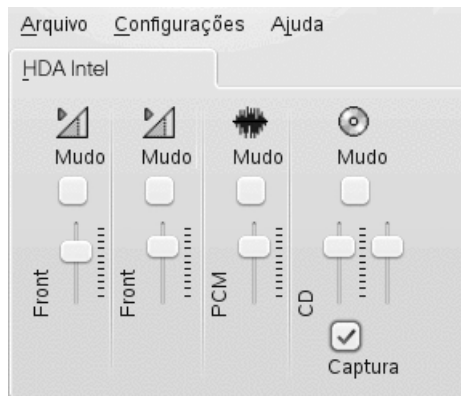 Arquivo Configurações Ajuda
HDA Intel
Mudo Mudo Mudo Mudo
Front Front PCM CD
Captura